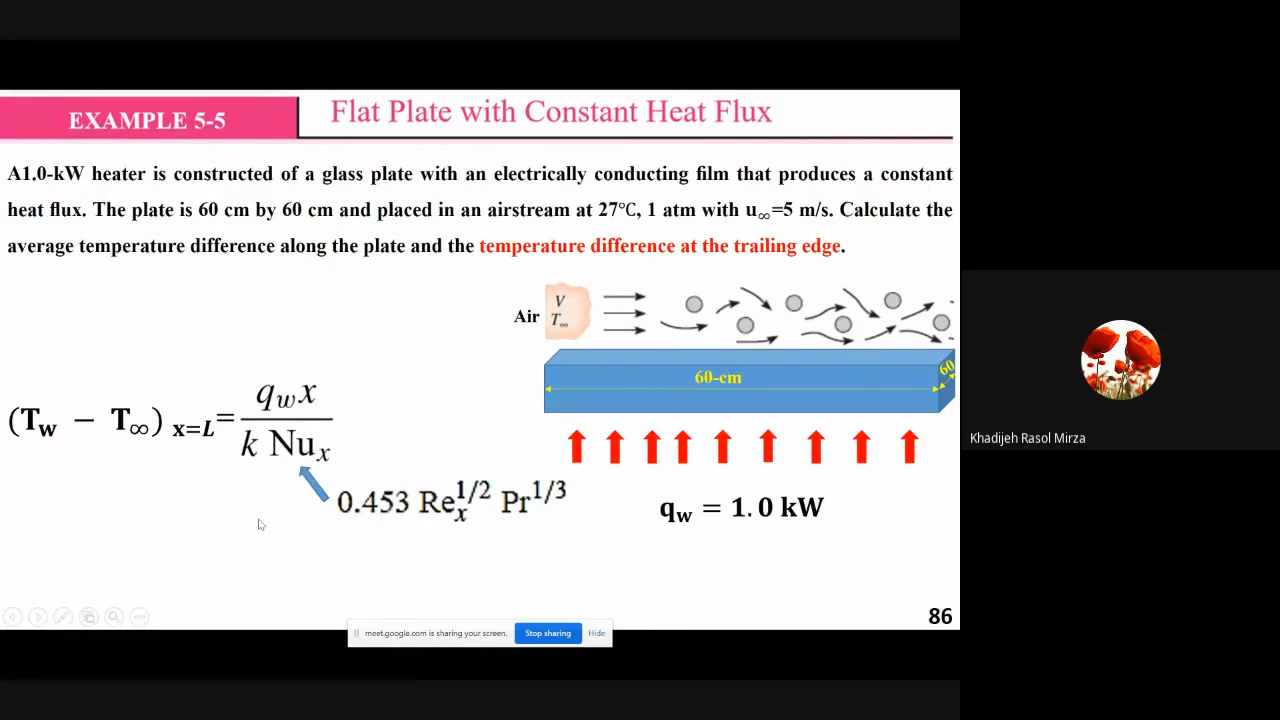 EXAMPLE 5-5
Flat Plate with Constant Heat Flux
A1.0-kW heater is constructed of a glass plate with an electrically conducting film that produces a constant
heat flux. The plate is 60 cm by 60 cm and placed in an airstream at 27℃, 1 atm with u∞=5 m/s. Calculate the
average temperature difference along the plate and the temperature difference at the trailing edge.
Air
V
T∞
60-cm
60
(Tw − T∞) x=L= qwx
k Nux
0.453 Rex1/2 Pr1/3
qw = 1.0 kW
Khadijeh Rasol Mirza
86
meet.google.com is sharing your screen.
Stop sharing
Hide